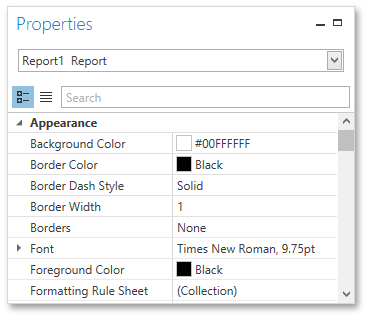 Properties
Report1 Report
Search
Appearance
Background Color #00FFFFFF
Border Color Black
Border Dash Style Solid
Border Width 1
Borders None
Font Times New Roman, 9.75pt
Foreground Color Black
Formatting Rule Sheet (Collection)